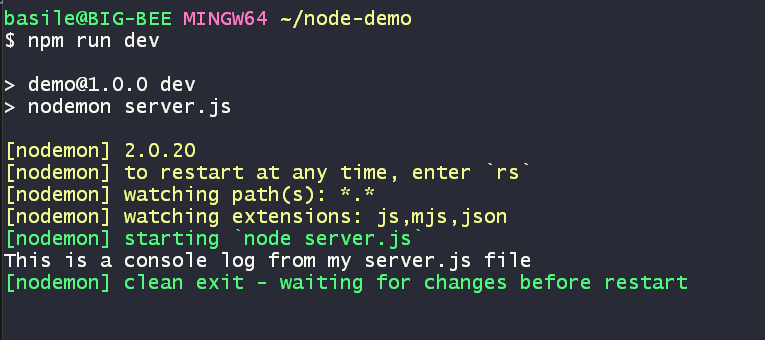 basile@BIG-BEE MINGW64 ~/node-demo
$ npm run dev
> demo@1.0.0 dev
> nodemon server.js
[nodemon] 2.0.20
[nodemon] to restart at any time, enter `rs`
[nodemon] watching path(s): *.*
[nodemon] watching extensions: js,mjs,json
[nodemon] starting `node server.js`
This is a console log from my server.js file
[nodemon] clean exit - waiting for changes before restart